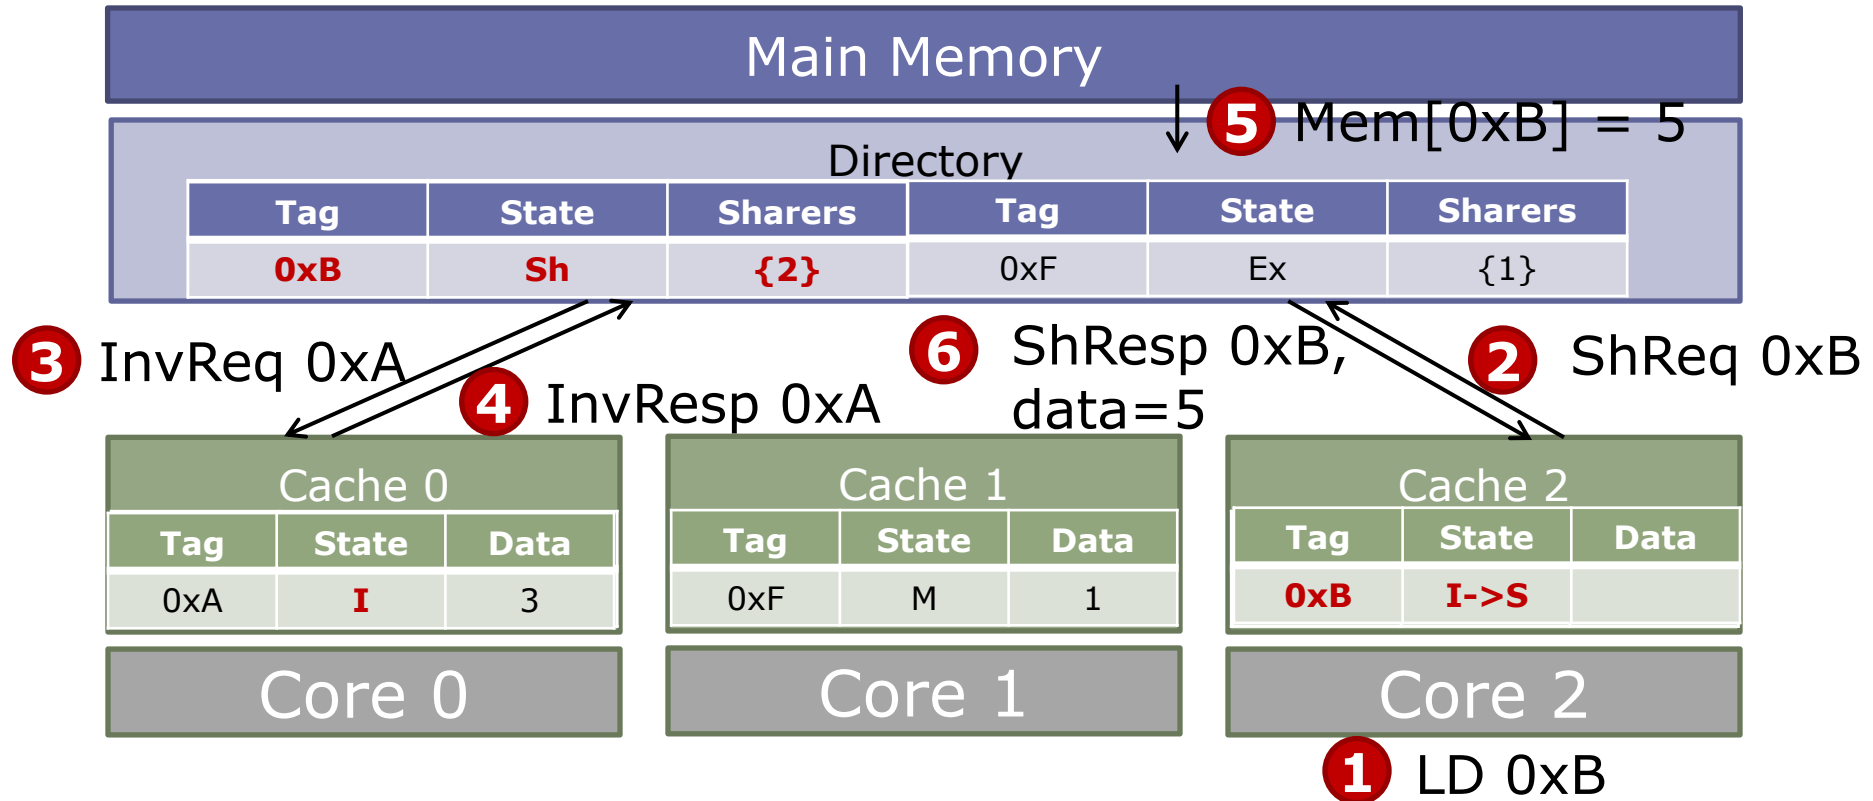 Main Memory
5 Mem[0xB] = 5
Directory
Tag State Sharers Tag State Sharers
0xB Sh {2} 0xF Ex {1}
3 InvReq 0xA
4 InvResp 0xA
6 ShResp 0xB,
data=5
2 ShReq 0xB
Cache 0
Tag State Data
0xA I 3
Core 0
Cache 1
Tag State Data
0xF M 1
Core 1
Cache 2
Tag State Data
0xB I->S
Core 2
1 LD 0xB